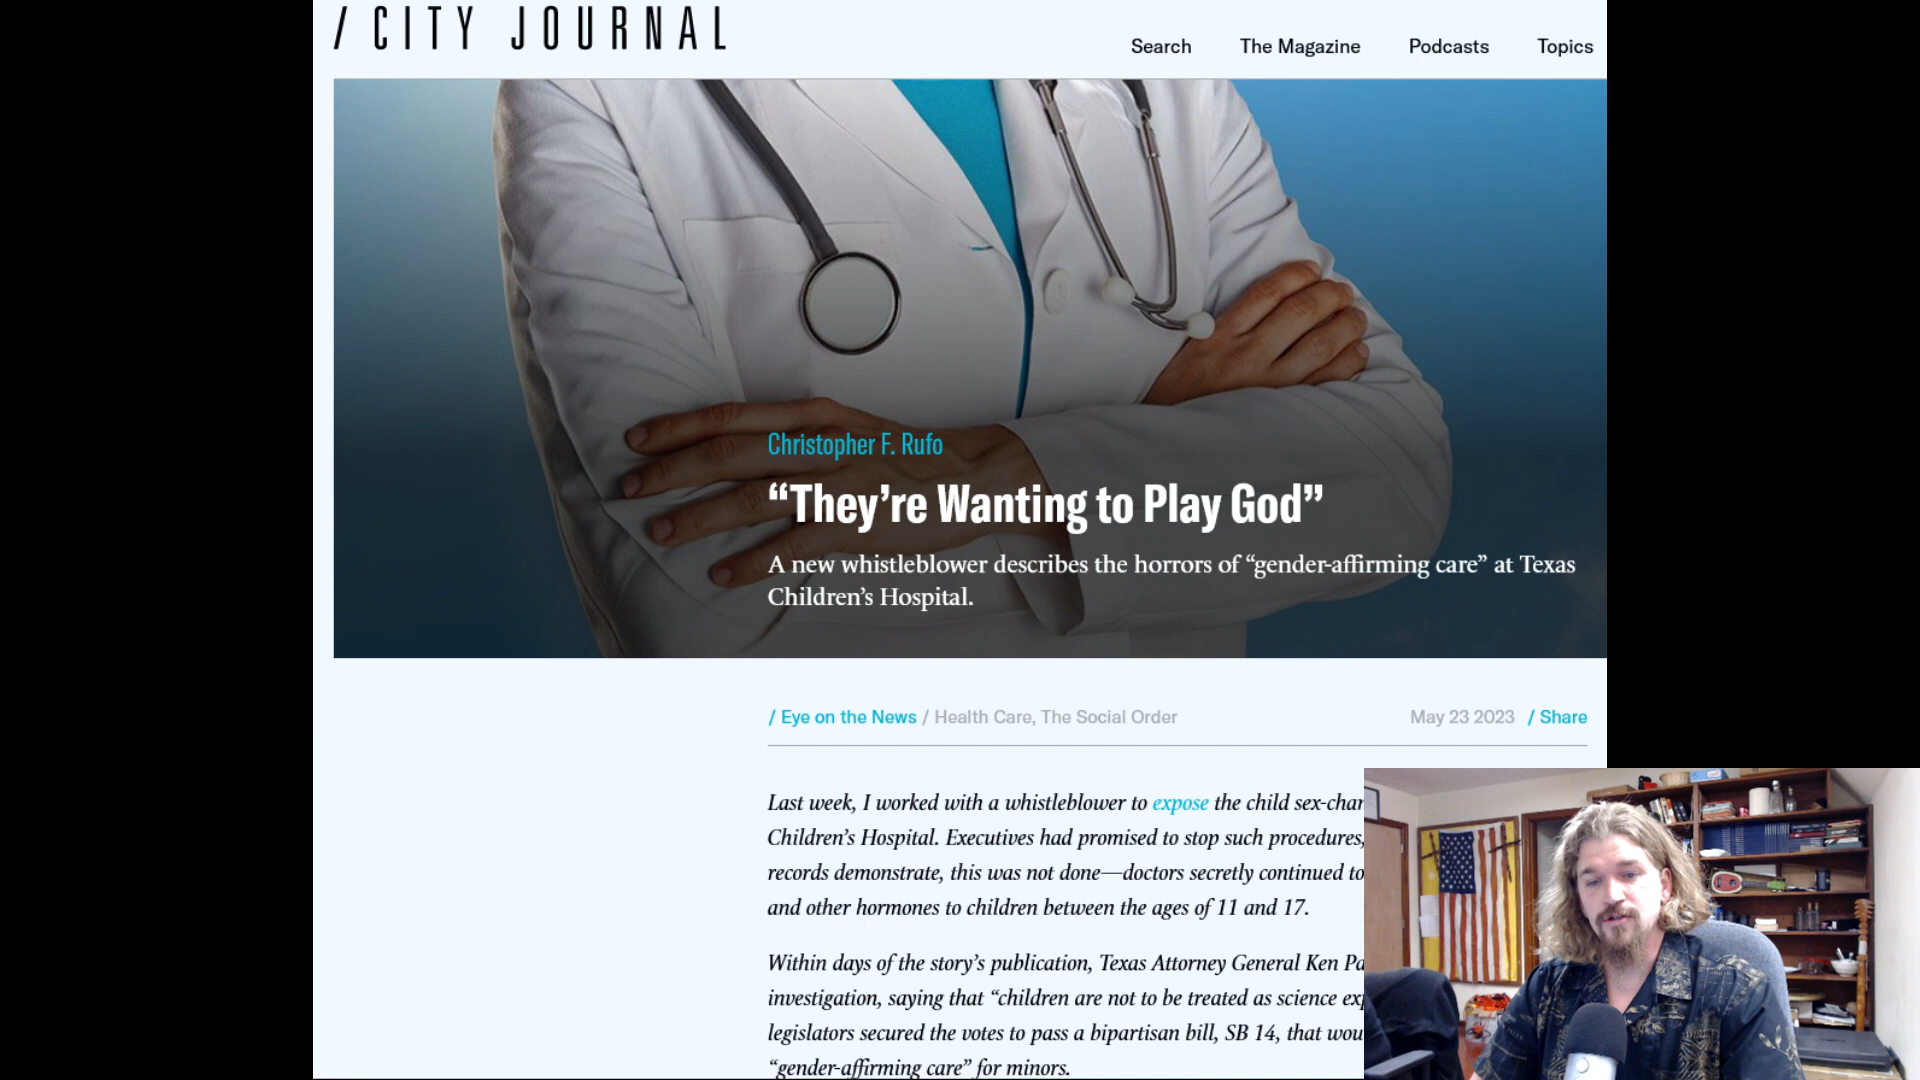 / CITY JOURNAL
Search The Magazine Podcasts Topics
Christopher F. Rufo
“They’re Wanting to Play God”
A new whistleblower describes the horrors of “gender-affirming care” at Texas
Children’s Hospital.
/ Eye on the News / Health Care, The Social Order May 23 2023 / Share
Last week, I worked with a whistleblower to expose the child sex-chan
Children’s Hospital. Executives had promised to stop such procedures,
records demonstrate, this was not done—doctors secretly continued to
and other hormones to children between the ages of 11 and 17.
Within days of the story’s publication, Texas Attorney General Ken Pa
investigation, saying that “children are not to be treated as science exp
legislators secured the votes to pass a bipartisan bill, SB 14, that wou
“gender-affirming care” for minors.